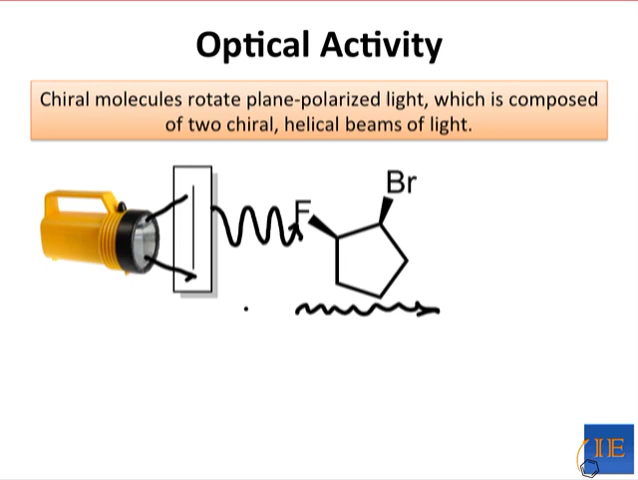 Optical Activity
Chiral molecules rotate plane-polarized light, which is composed
of two chiral, helical beams of light.
Br
F
IE